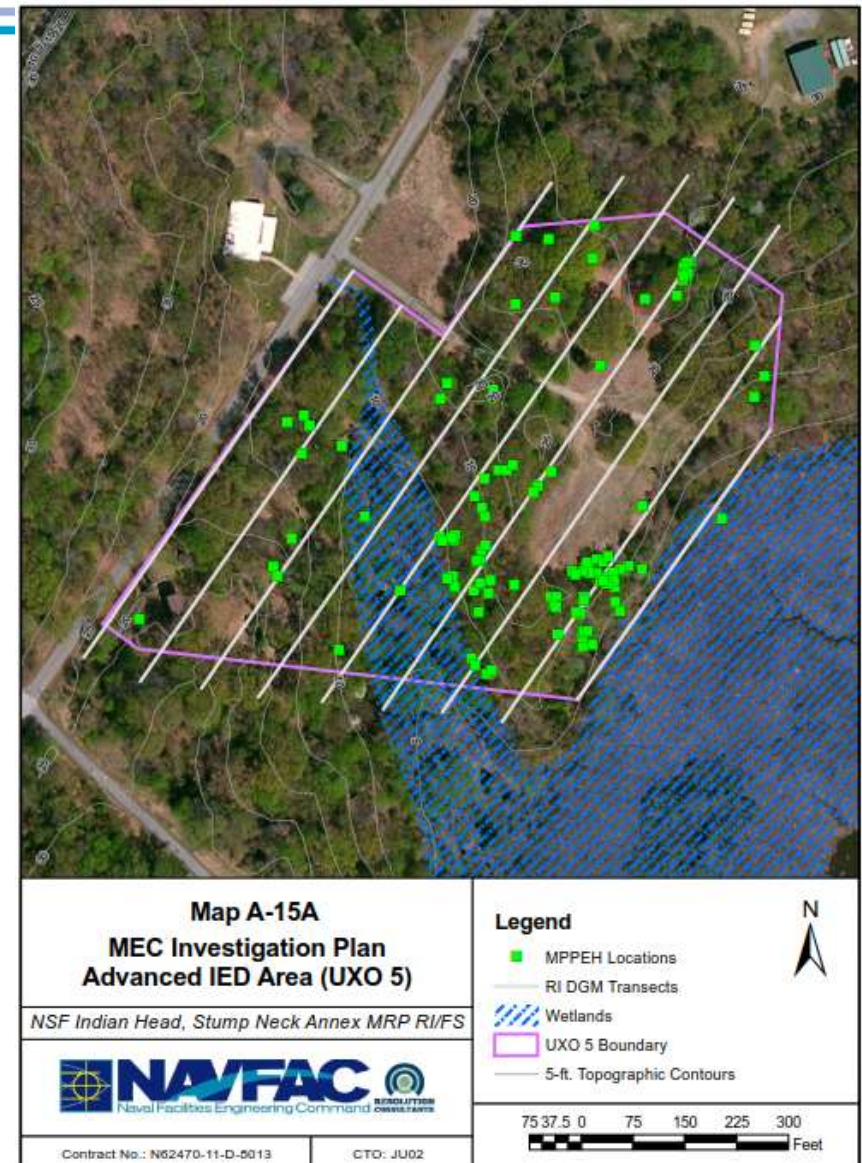 Map A-15A
MEC Investigation Plan
Advanced IED Area (UXO 5)
NSF Indian Head, Stump Neck Annex MRP RI/FS
NAVFAC
Naval Facilities Engineering Command
RESOLUTION
CONSULTANTS
Contract No.: N62470-11-D-8013
CTO: JU02
Legend
N
MPPEH Locations
RI DGM Transects
Wetlands
UXO 5 Boundary
5-ft. Topographic Contours
75 37.5 0 75 150 225 300
Feet